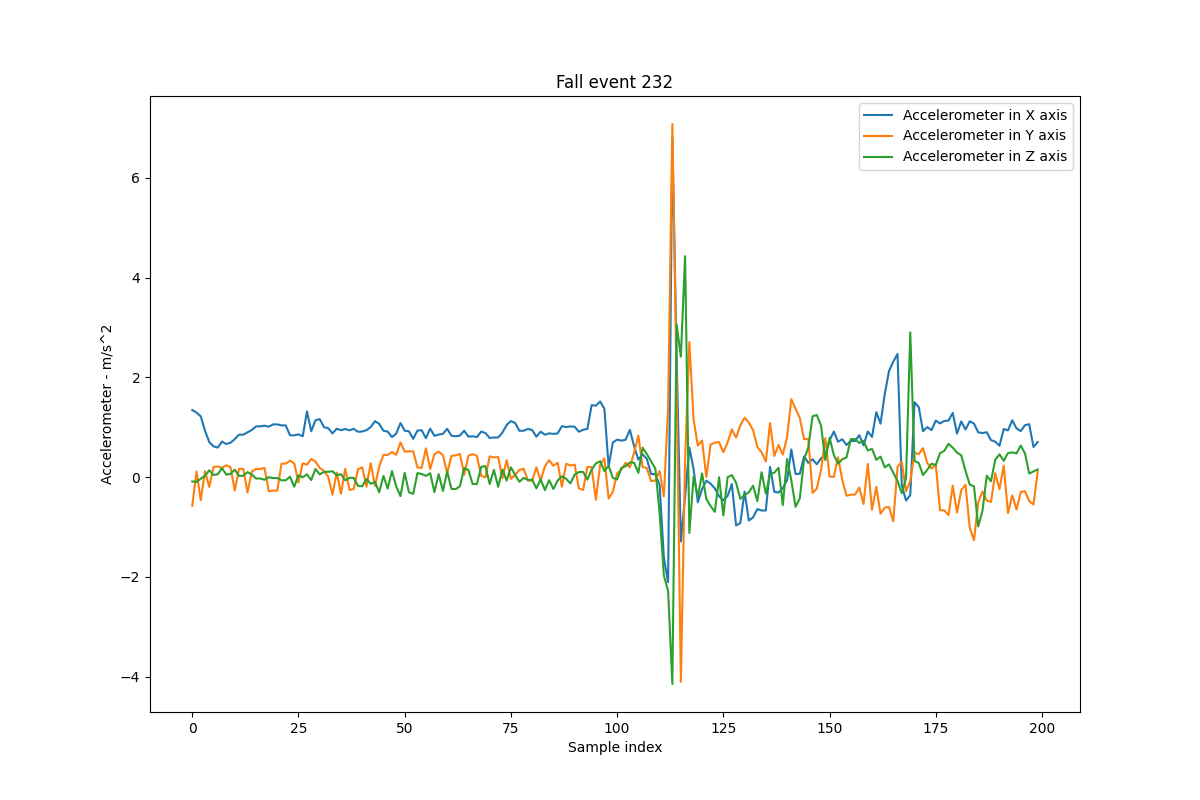 Fall event 232
Accelerometer in X axis
Accelerometer in Y axis
Accelerometer in Z axis
Accelerometer - m/s^2
6
4
2
0
−2
−4
0 25 50 75 100 125 150 175 200
Sample index